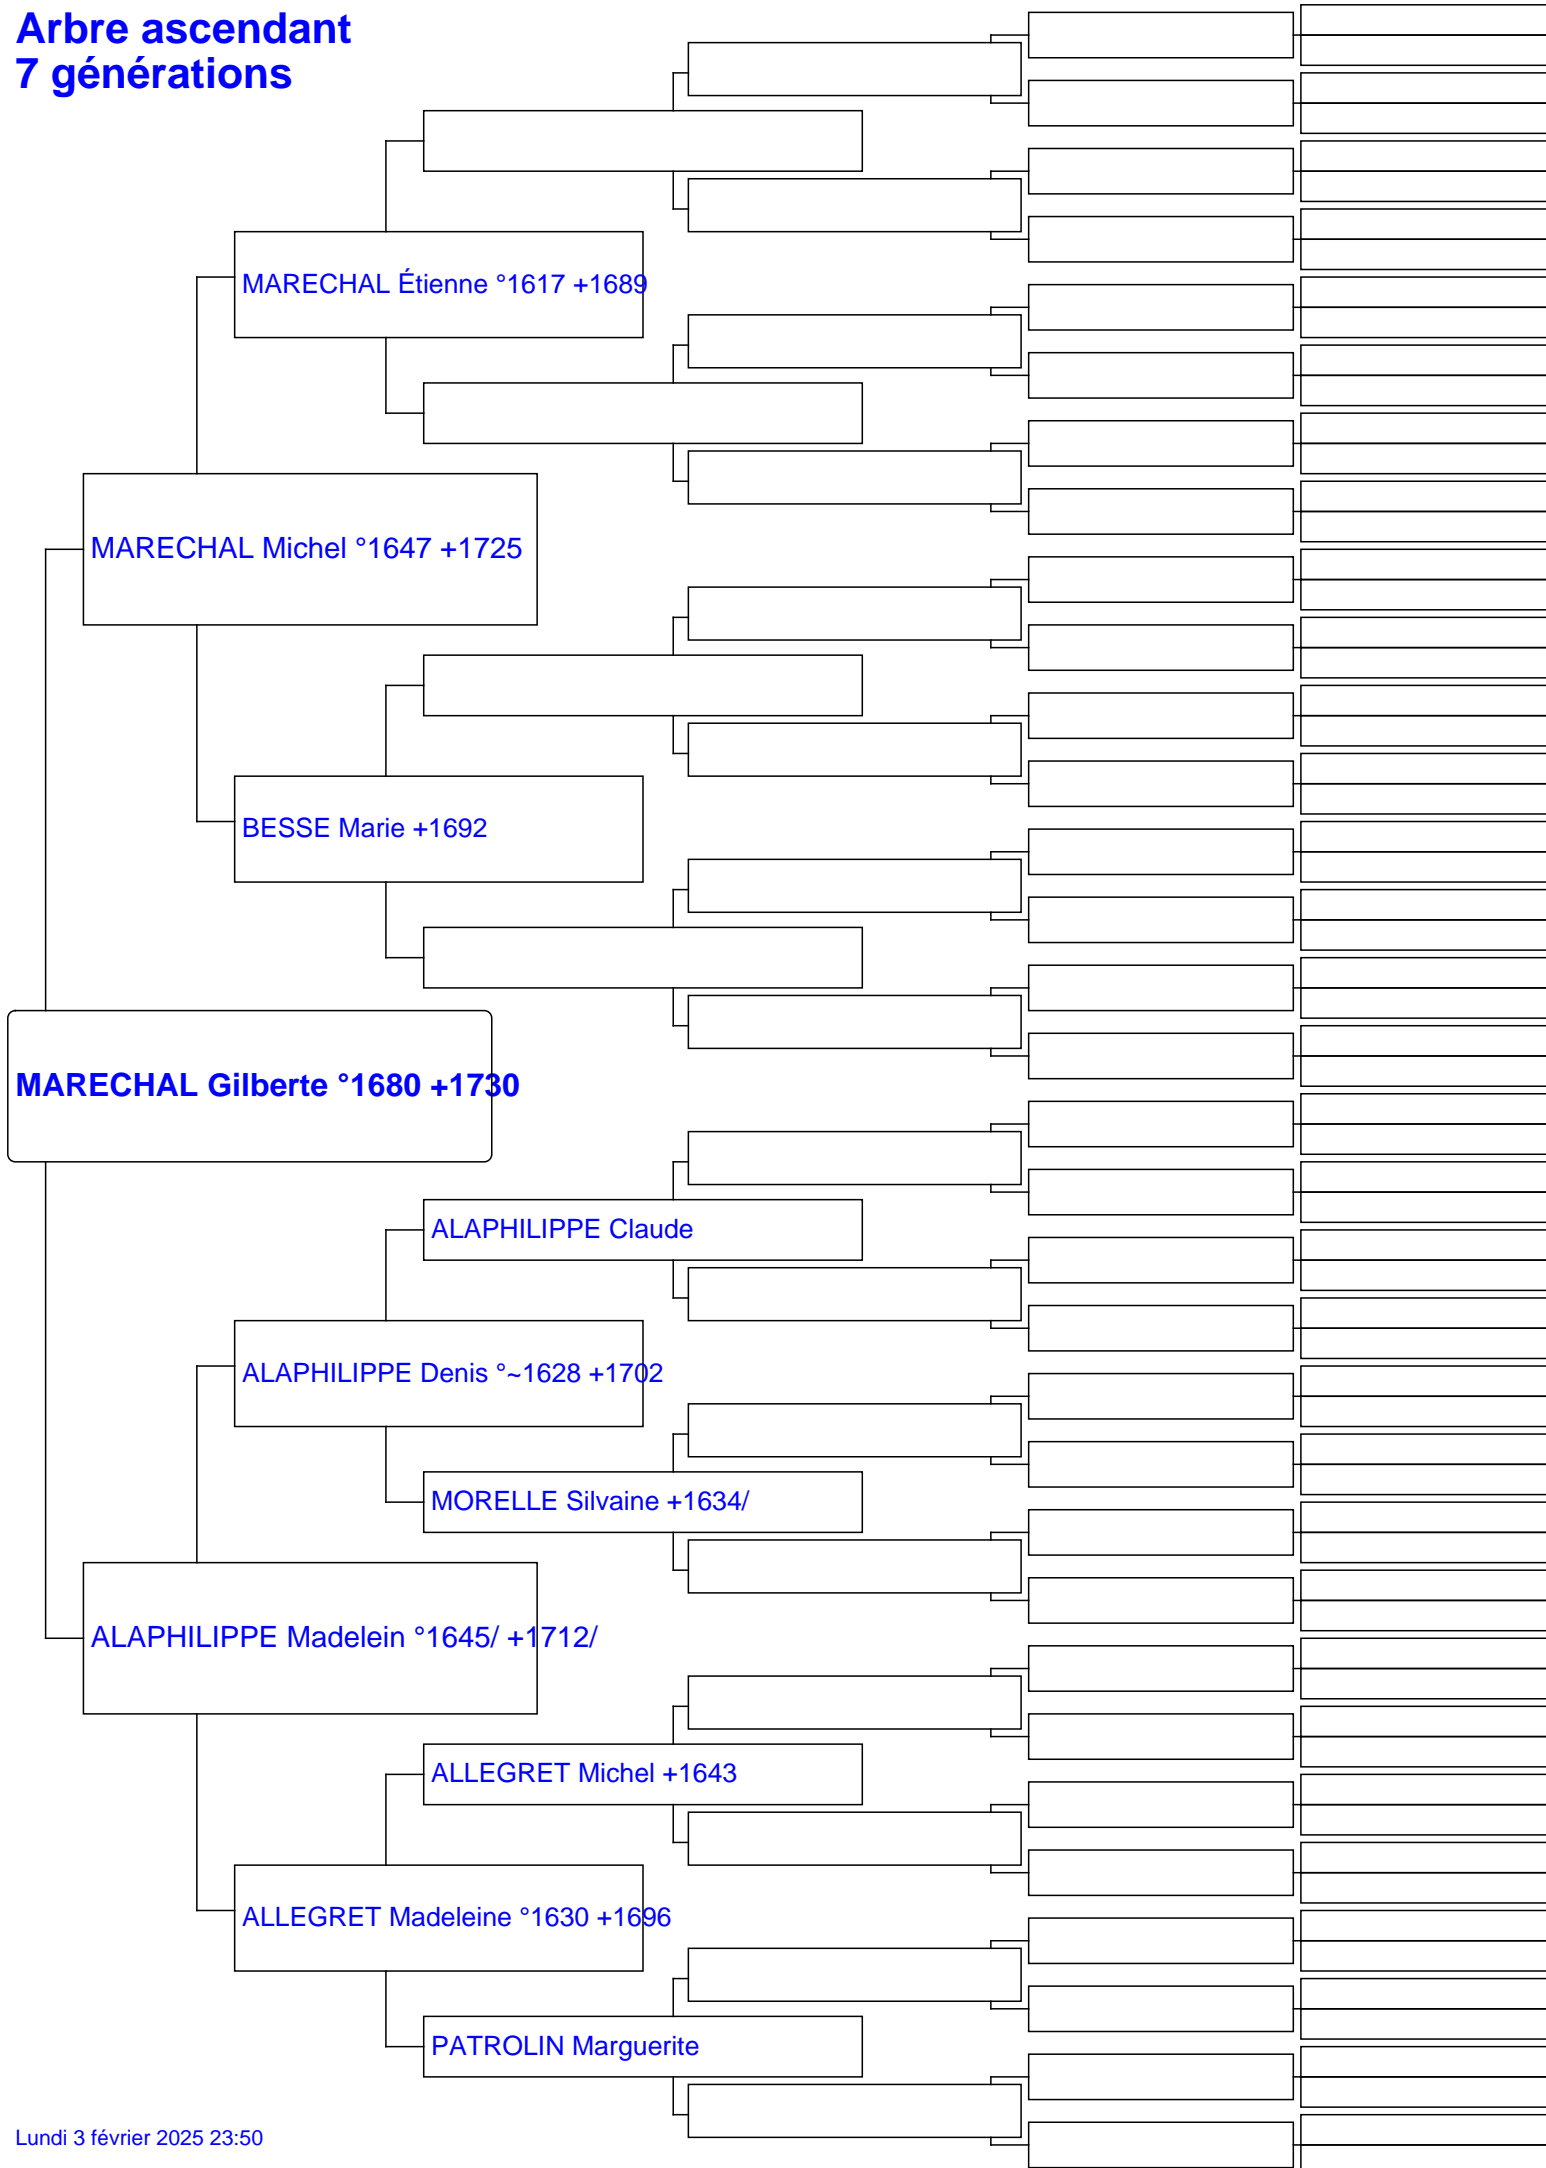 Arbre ascendant
7 générations
MARECHAL Étienne °1617 +1689
MARECHAL Michel °1647 +1725
BESSE Marie +1692
MARECHAL Gilberte °1680 +1730
ALAPHILIPPE Claude
ALAPHILIPPE Denis °~1628 +1702
MORELLE Silvaine +1634/
ALAPHILIPPE Madelein °1645/ +1712/
ALLEGRET Michel +1643
ALLEGRET Madeleine °1630 +1696
PATROLIN Marguerite
Lundi 3 février 2025 23:50